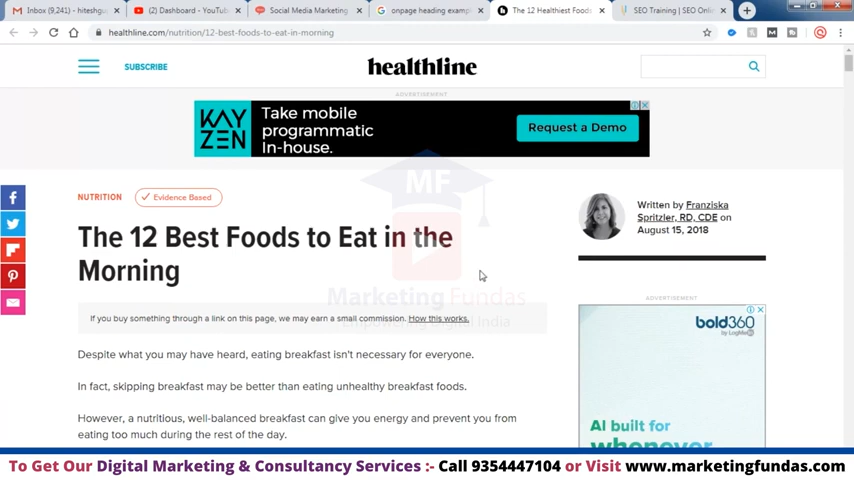 Inbox (9,241) - hiteshgu
(2) Dashboard - YouTub
Social Media Marketing
onpage heading examp
The 12 Healthiest Foods
SEO Training | SEO Onli
healthline.com/nutrition/12-best-foods-to-eat-in-morning
SUBSCRIBE
healthline
ADVERTISEMENT
KAY
ZEN
Take mobile
programmatic
In-house.
Request a Demo
NUTRITION
Evidence Based
The 12 Best Foods to Eat in the
Morning
Written by Franziska
Spritzler, RD, CDE on
August 15, 2018
MF
Marketing Fundas
Empowering Digital India
If you buy something through a link on this page, we may earn a small commission. How this works.
Despite what you may have heard, eating breakfast isn't necessary for everyone.
In fact, skipping breakfast may be better than eating unhealthy breakfast foods.
However, a nutritious, well-balanced breakfast can give you energy and prevent you from
eating too much during the rest of the day.
ADVERTISEMENT
bold360
by LogMeIn
AI built for
whenever
To Get Our Digital Marketing & Consultancy Services :- Call 9354447104 or Visit www.marketingfundas.com